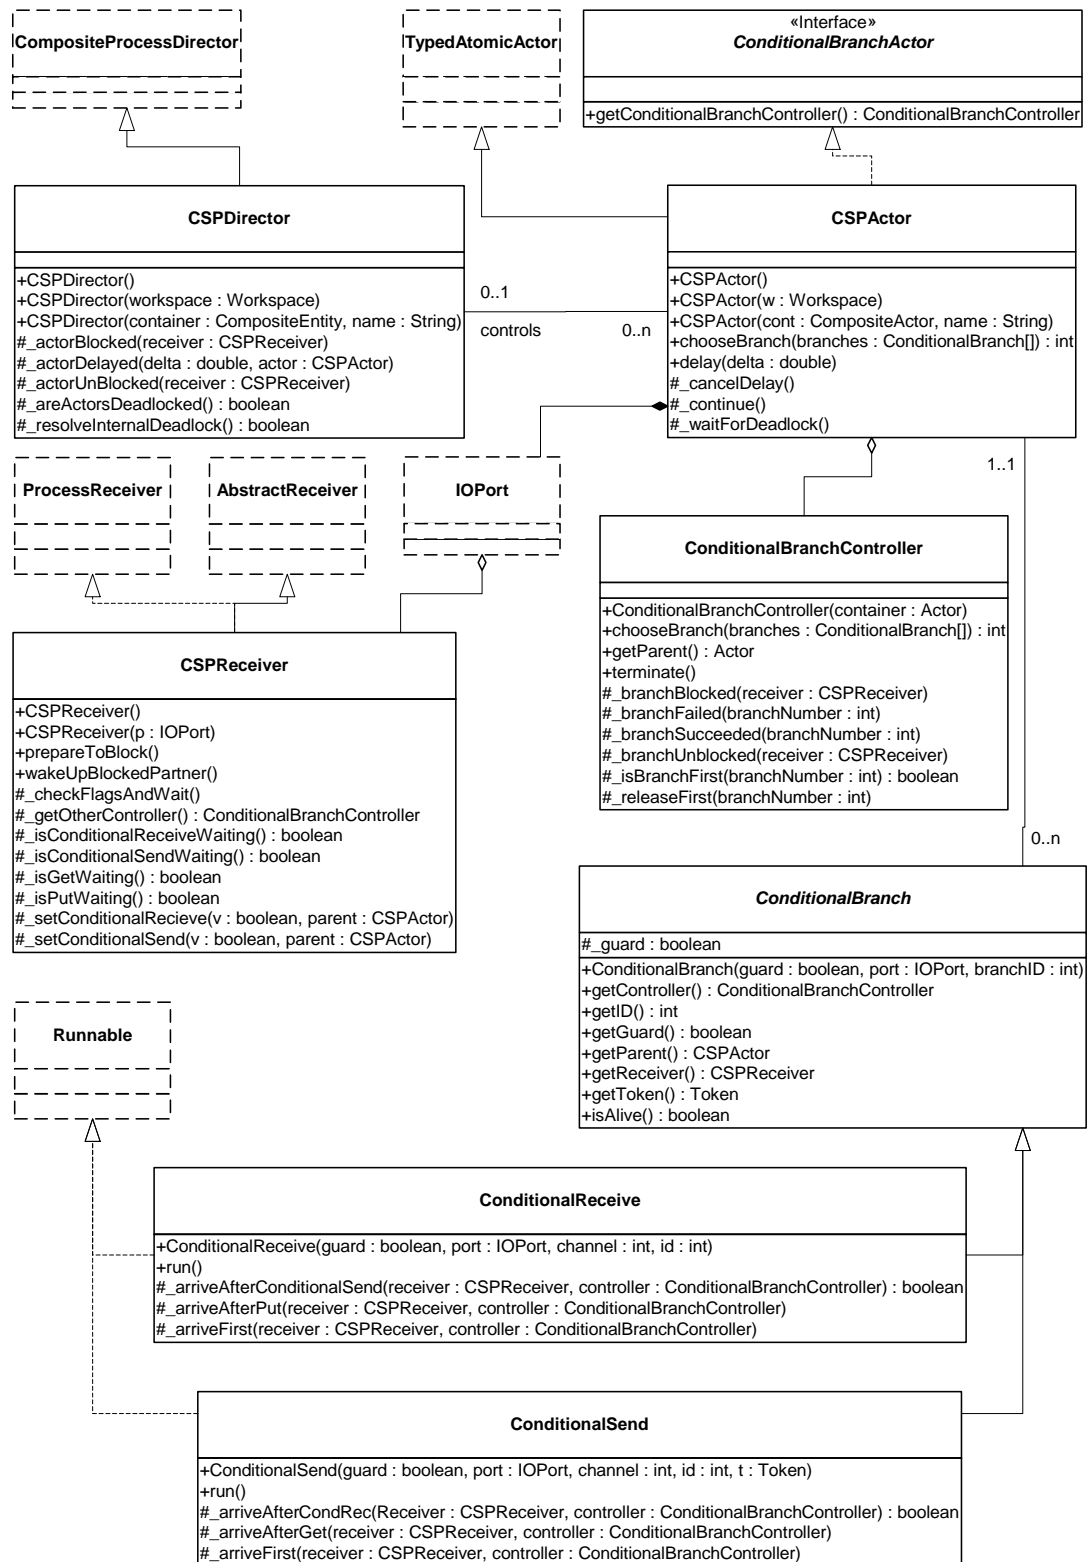 CompositeProcessDirector
TypedAtomicActor
«Interface»
ConditionalBranchActor
+getConditionalBranchController() : ConditionalBranchController
CSPDirector
+CSPDirector()
+CSPDirector(workspace : Workspace)
+CSPDirector(container : CompositeEntity, name : String)
#_actorBlocked(receiver : CSPReceiver)
#_actorDelayed(delta : double, actor : CSPActor)
#_actorUnBlocked(receiver : CSPReceiver)
#_areActorsDeadlocked() : boolean
#_resolveInternalDeadlock() : boolean
0..1
controls
0..n
CSPActor
+CSPActor()
+CSPActor(w : Workspace)
+CSPActor(cont : CompositeActor, name : String)
+chooseBranch(branches : ConditionalBranch[]) : int
+delay(delta : double)
#_cancelDelay()
#_continue()
#_waitForDeadlock()
1..1
ProcessReceiver
AbstractReceiver
IOPort
ConditionalBranchController
+ConditionalBranchController(container : Actor)
+chooseBranch(branches : ConditionalBranch[]) : int
+getParent() : Actor
+terminate()
#_branchBlocked(receiver : CSPReceiver)
#_branchFailed(branchNumber : int)
#_branchSucceeded(branchNumber : int)
#_branchUnblocked(receiver : CSPReceiver)
#_isBranchFirst(branchNumber : int) : boolean
#_releaseFirst(branchNumber : int)
0..n
CSPReceiver
+CSPReceiver()
+CSPReceiver(p : IOPort)
+prepareToBlock()
+wakeUpBlockedPartner()
#_checkFlagsAndWait()
#_getOtherController() : ConditionalBranchController
#_isConditionalReceiveWaiting() : boolean
#_isConditionalSendWaiting() : boolean
#_isGetWaiting() : boolean
#_isPutWaiting() : boolean
#_setConditionalRecieve(v : boolean, parent : CSPActor)
#_setConditionalSend(v : boolean, parent : CSPActor)
ConditionalBranch
#_guard : boolean
+ConditionalBranch(guard : boolean, port : IOPort, branchID : int)
+getController() : ConditionalBranchController
+getID() : int
+getGuard() : boolean
+getParent() : CSPActor
+getReceiver() : CSPReceiver
+getToken() : Token
+isAlive() : boolean
Runnable
ConditionalReceive
+ConditionalReceive(guard : boolean, port : IOPort, channel : int, id : int)
+run()
#_arriveAfterConditionalSend(receiver : CSPReceiver, controller : ConditionalBranchController) : boolean
#_arriveAfterPut(receiver : CSPReceiver, controller : ConditionalBranchController)
#_arriveFirst(receiver : CSPReceiver, controller : ConditionalBranchController)
ConditionalSend
+ConditionalSend(guard : boolean, port : IOPort, channel : int, id : int, t : Token)
+run()
#_arriveAfterCondRec(Receiver : CSPReceiver, controller : ConditionalBranchController) : boolean
#_arriveAfterGet(receiver : CSPReceiver, controller : ConditionalBranchController)
#_arriveFirst(receiver : CSPReceiver, controller : ConditionalBranchController)